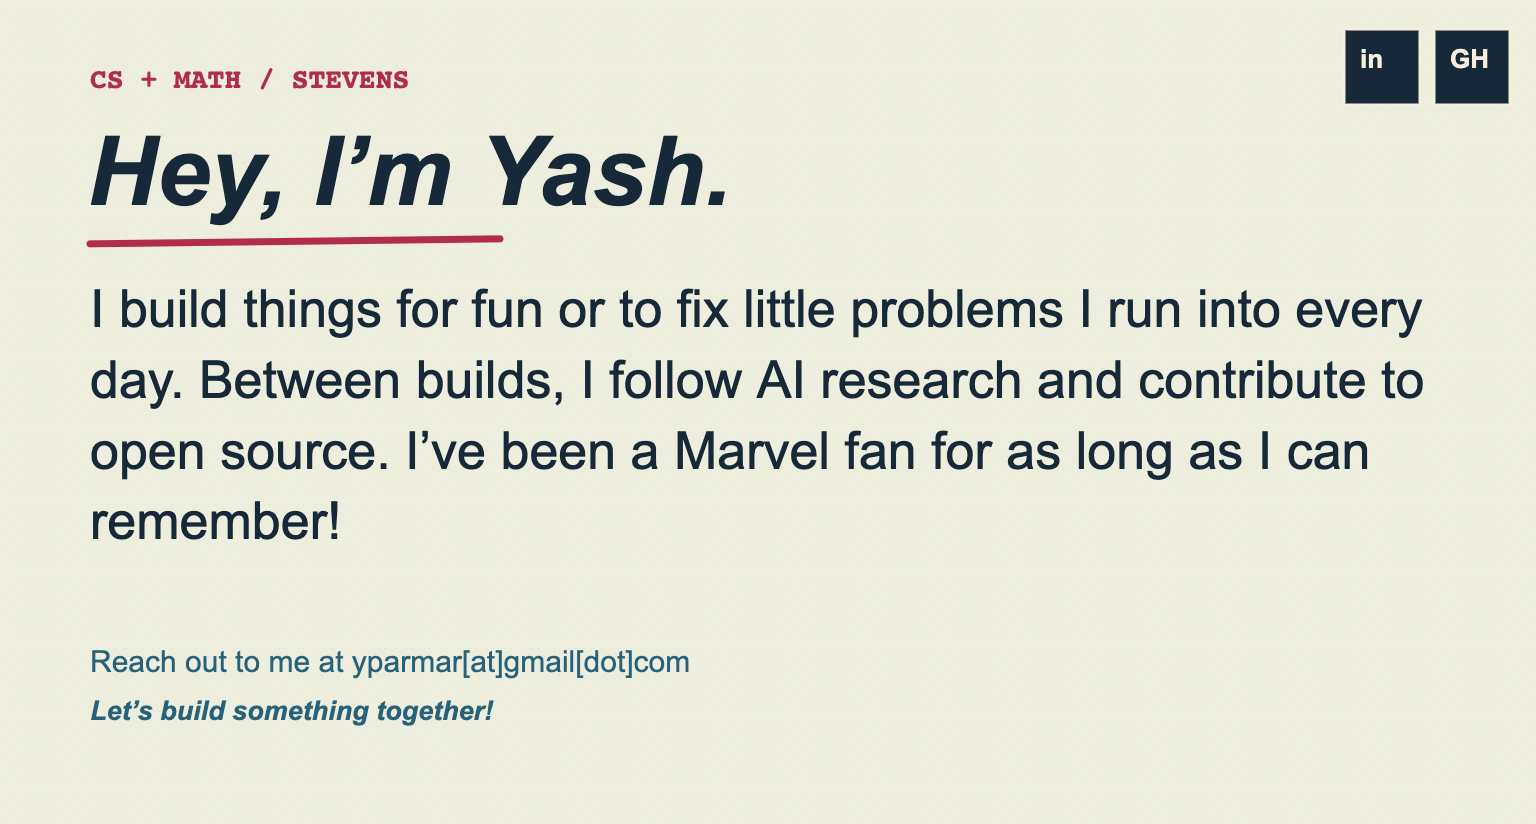 in GH
CS + MATH / STEVENS
Hey, I’m Yash.
I build things for fun or to fix little problems I run into every
day. Between builds, I follow AI research and contribute to
open source. I’ve been a Marvel fan for as long as I can
remember!
Reach out to me at yparmar[at]gmail[dot]com
Let’s build something together!